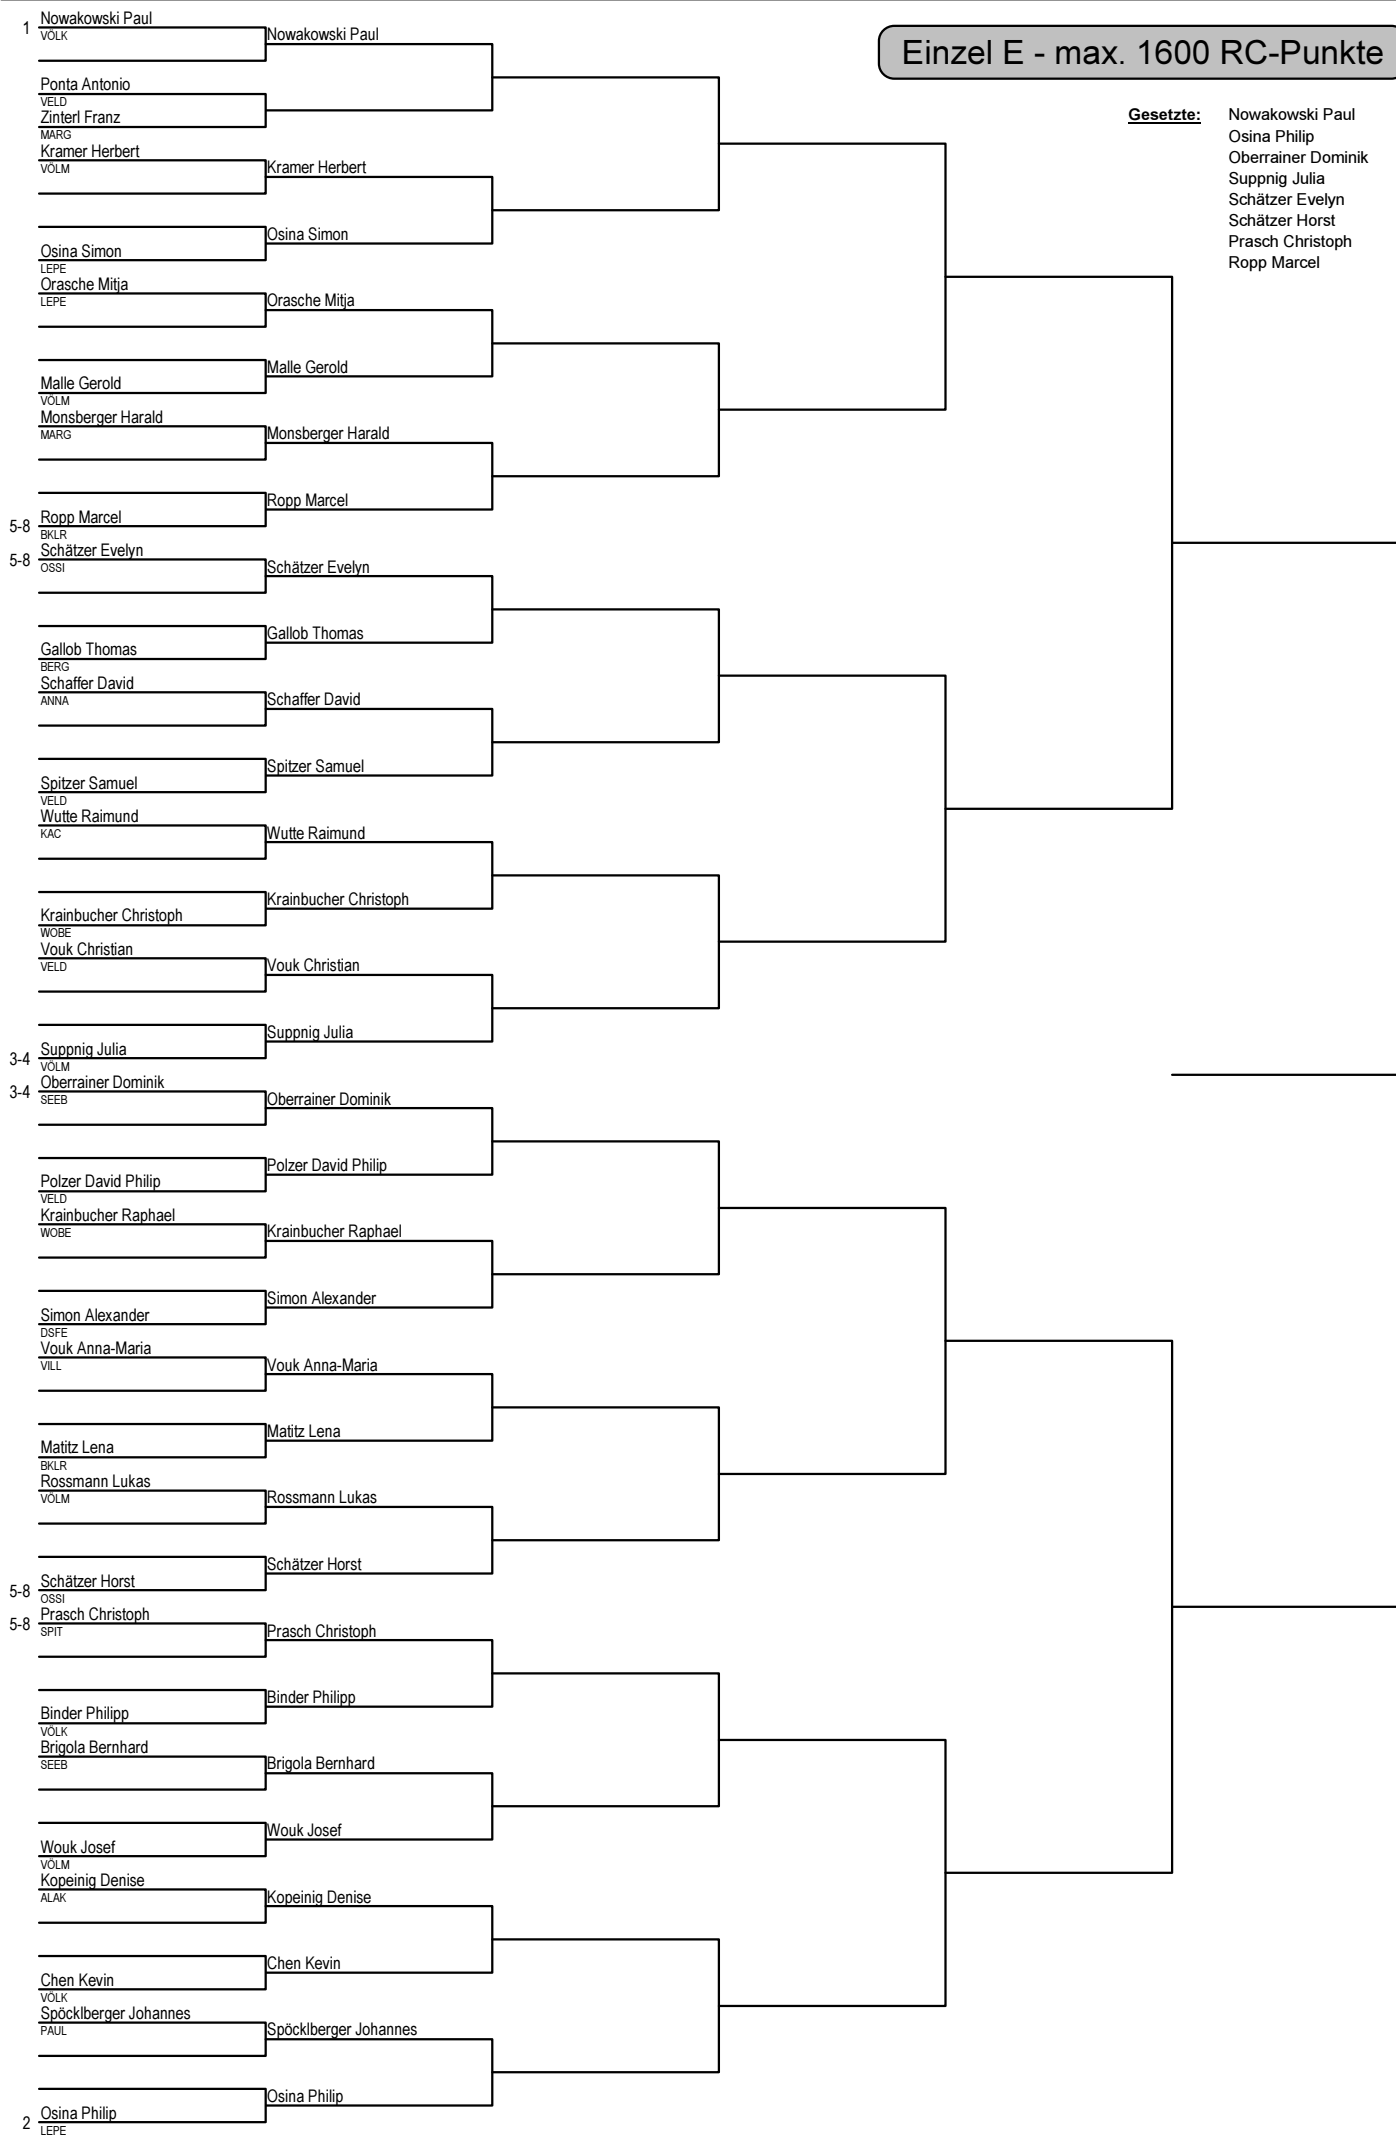 Einzel E - max. 1600 RC-Punkte
Gesetzte: Nowakowski Paul
Osina Philip
Oberrainer Dominik
Suppnig Julia
Schätzer Evelyn
Schätzer Horst
Prasch Christoph
Ropp Marcel
1 Nowakowski Paul
VÖLK
Nowakowski Paul
Ponta Antonio
VELD
Zinterl Franz
MARG
Kramer Herbert
VÖLM
Kramer Herbert
Osina Simon
Osina Simon
LEPE
Orasche Mitja
LEPE
Orasche Mitja
Malle Gerold
Malle Gerold
VÖLM
Monsberger Harald
MARG
Monsberger Harald
Ropp Marcel
5-8 Ropp Marcel
BKLR
5-8 Schätzer Evelyn
OSSI
Schätzer Evelyn
Gallob Thomas
Gallob Thomas
BERG
Schaffer David
ANNA
Schaffer David
Spitzer Samuel
Spitzer Samuel
VELD
Wutte Raimund
KAC
Wutte Raimund
Krainbucher Christoph
Krainbucher Christoph
WOBE
Vouk Christian
VELD
Vouk Christian
Suppnig Julia
3-4 Suppnig Julia
VÖLM
3-4 Oberrainer Dominik
SEEB
Oberrainer Dominik
Polzer David Philip
Polzer David Philip
VELD
Krainbucher Raphael
WOBE
Krainbucher Raphael
Simon Alexander
Simon Alexander
DSFE
Vouk Anna-Maria
VILL
Vouk Anna-Maria
Matitz Lena
Matitz Lena
BKLR
Rossmann Lukas
VÖLM
Rossmann Lukas
Schätzer Horst
5-8 Schätzer Horst
OSSI
5-8 Prasch Christoph
SPIT
Prasch Christoph
Binder Philipp
Binder Philipp
VÖLK
Brigola Bernhard
SEEB
Brigola Bernhard
Wouk Josef
Wouk Josef
VÖLM
Kopeinig Denise
ALAK
Kopeinig Denise
Chen Kevin
Chen Kevin
VÖLK
Spöcklberger Johannes
PAUL
Spöcklberger Johannes
Osina Philip
2 Osina Philip
LEPE